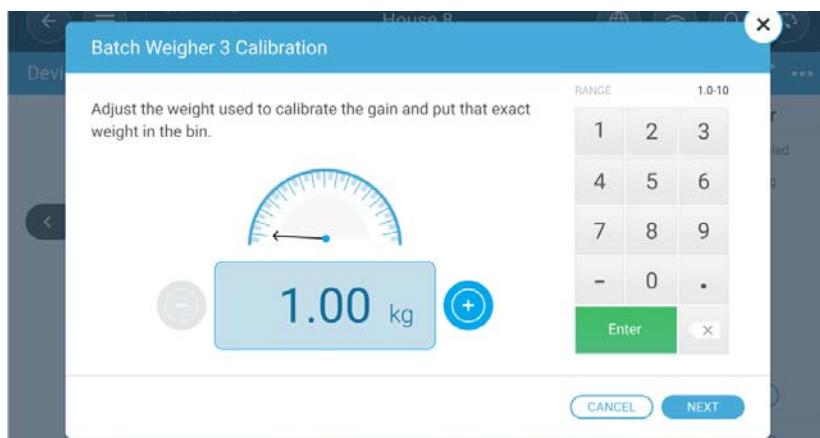 House 8
Batch Weigher 3 Calibration
Devi
Adjust the weight used to calibrate the gain and put that exact
weight in the bin.
RANGE 1.0-10
1 2 3
4 5 6
7 8 9
- 0 .
Enter
1.00 kg
CANCEL NEXT